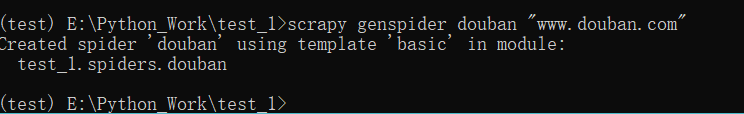 (test) E:\Python_Work\test_1>scrapy genspider douban "www.douban.com"
Created spider 'douban' using template 'basic' in module:
  test_1.spiders.douban
(test) E:\Python_Work\test_1>